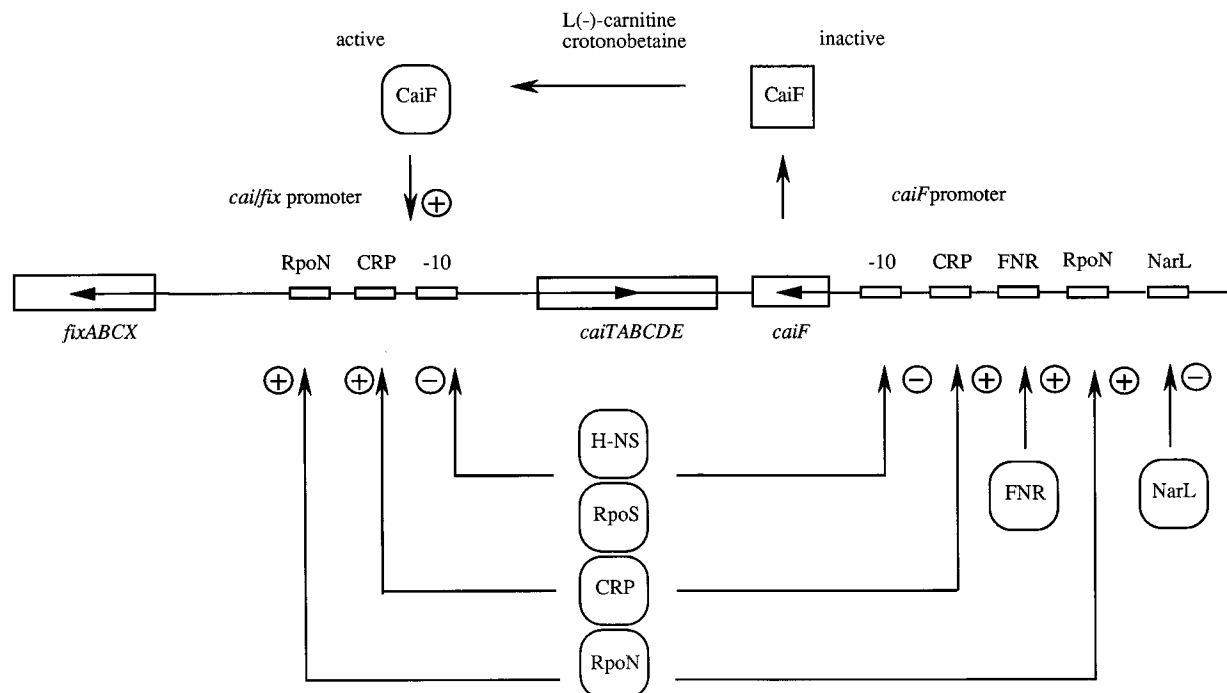 L(-)-carnitine
crotonobetaine
active
inactive
CaiF
CaiF
cai/fix promoter
+
caiF promoter
RpoN CRP -10
-10 CRP FNR RpoN NarL
fixABCX
caiTABCDE
caiF
+ + −
− + + + −
H-NS
RpoS
CRP
RpoN
FNR
NarL